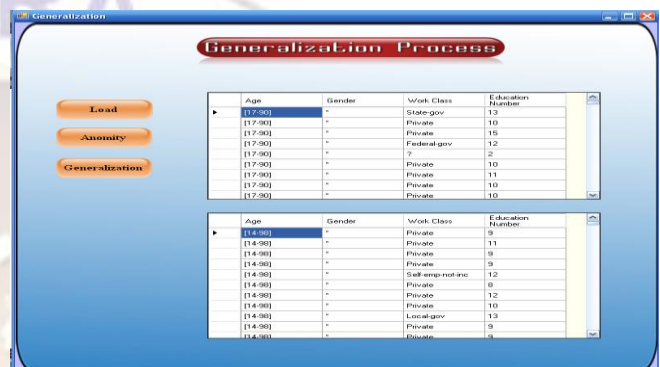 Generalization
Generalization Process
Load
Anomity
Generalization
Age Gender Work Class Education Number
[17-90] * State-gov 13
[17-90] * Private 10
[17-90] * Private 15
[17-90] * Federal-gov 12
[17-90] * ? 2
[17-90] * Private 10
[17-90] * Private 11
[17-90] * Private 10
[17-90] * Private 10
Age Gender Work Class Education Number
[14-98] * Private 9
[14-98] * Private 11
[14-98] * Private 9
[14-98] * Private 9
[14-98] * Self-emp-not-inc 12
[14-98] * Private 8
[14-98] * Private 12
[14-98] * Private 10
[14-98] * Local-gov 13
[14-98] * Private 9
[14-98] * Private 9